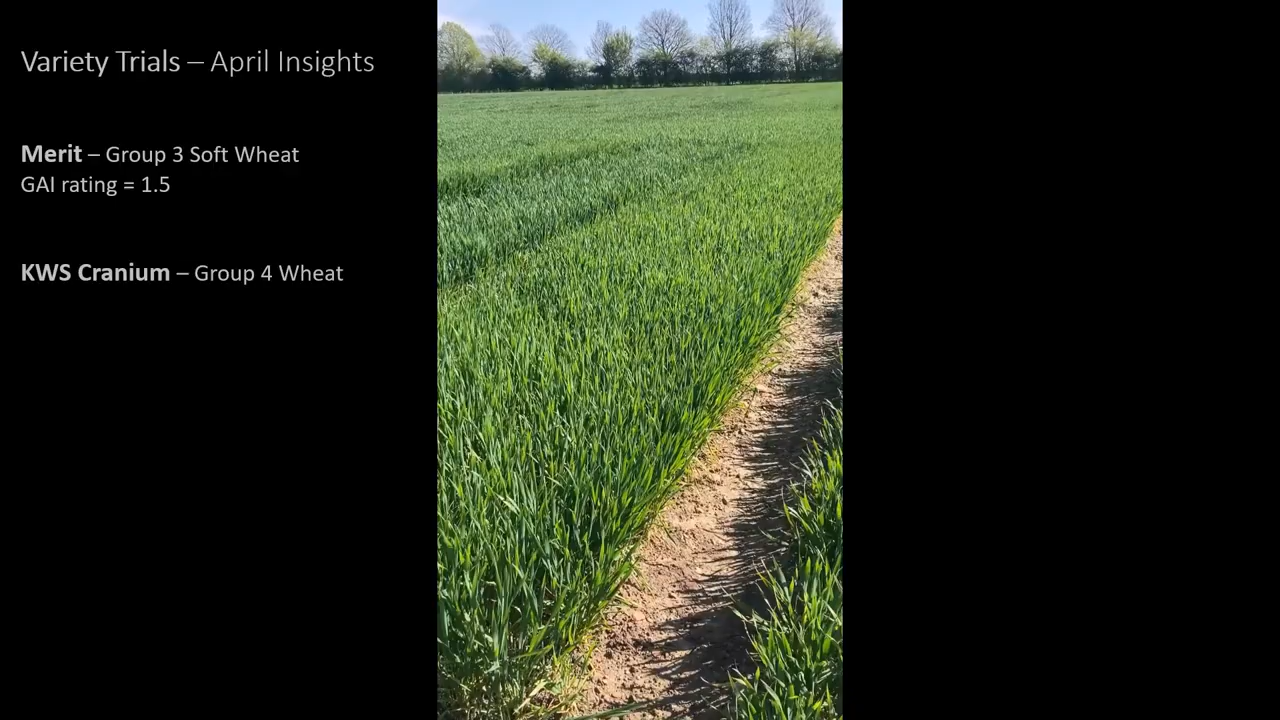 Variety Trials – April Insights
Merit – Group 3 Soft Wheat
GAI rating = 1.5
KWS Cranium – Group 4 Wheat